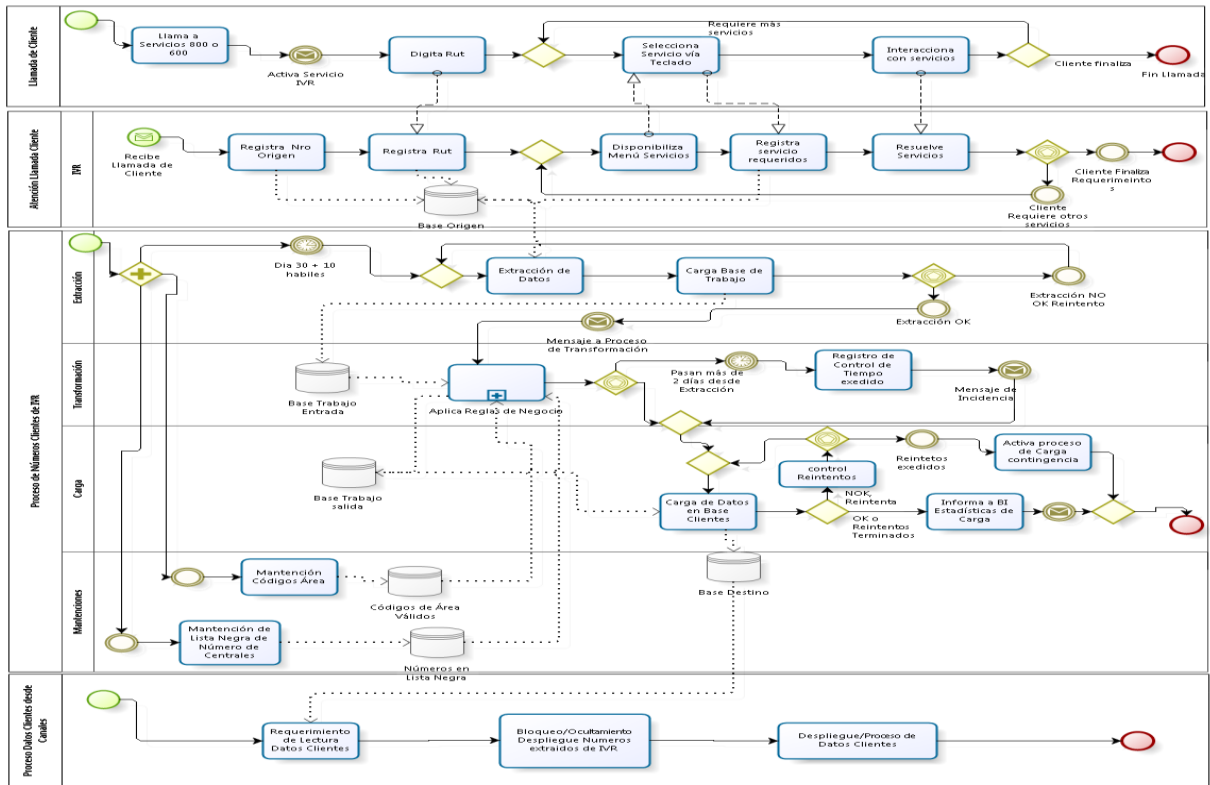 Llamada de Cliente
Llama a
Servicios 800 o
600
Activa Servicio
IVR
Digita Rut
Requiere más
servicios
Selecciona
Servicio vía
Teclado
Interacciona
con servicios
Cliente finaliza
Fin Llamada
Atención Llamada Cliente
IVR
Recibe
Llamada de
Cliente
Registra Nro
Origen
Registra Rut
Base Origen
Disponibiliza
Menú Servicios
Registra
servicio
requeridos
Resuelve
Servicios
Cliente Finaliza
Requerimeinto
s
Cliente
Requiere otros
servicios
Proceso de Números Clientes de IVR
Extracción
Dia 30 + 10
habiles
Extracción de
Datos
Carga Base de
Trabajo
Extracción NO
OK Reintento
Extracción OK
Mensaje a Proceso
de Transformación
Transformación
Base Trabajo
Entrada
Aplica Reglas de Negocio
Pasan más de
2 días desde
Extracción
Registro de
Control de
Tiempo
exedido
Mensaje de
Incidencia
Carga
Base Trabajo
salida
Carga de Datos
en Base
Clientes
control
Reintentos
NOK,
Reintenta
OK o
Reintentos
Terminados
Reintetos
exedidos
Activa proceso
de Carga
contingencia
Informa a BI
Estadísticas de
Carga
Mantenciones
Mantención
Códigos Área
Códigos de Área
Válidos
Base Destino
Mantención de
Lista Negra de
Número de
Centrales
Números en
Lista Negra
Proceso Datos Clientes desde
Canales
Requerimiento
de Lectura
Datos Clientes
Bloqueo/Ocultamiento
Despliegue Numeros
extraidos de IVR
Despliegue/Proceso de
Datos Clientes